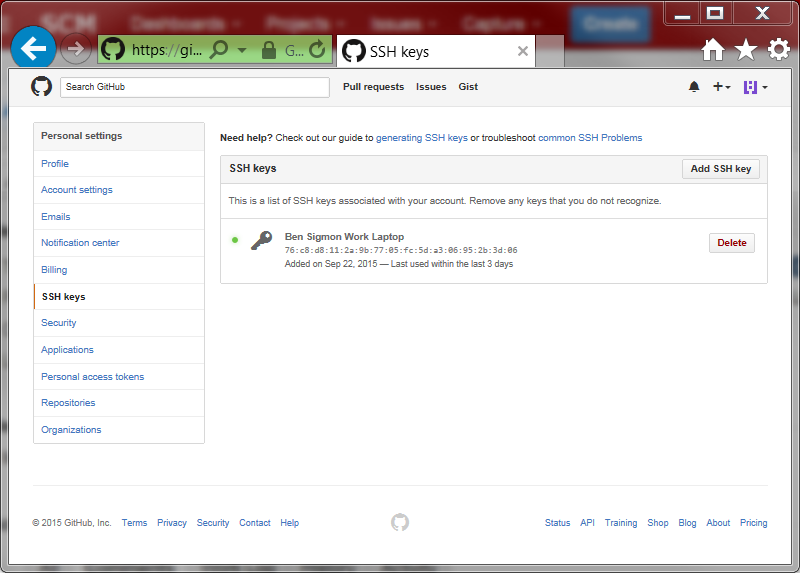 SCM Dashboards Projects Issues Capture Create
https://gi... G...
SSH keys
Search GitHub
Pull requests Issues Gist
Personal settings
Profile
Account settings
Emails
Notification center
Billing
SSH keys
Security
Applications
Personal access tokens
Repositories
Organizations
Need help? Check out our guide to generating SSH keys or troubleshoot common SSH Problems
SSH keys
Add SSH key
This is a list of SSH keys associated with your account. Remove any keys that you do not recognize.
Ben Sigmon Work Laptop
76:c8:d8:11:2a:9b:77:05:fc:5d:a3:06:95:2b:3d:06
Added on Sep 22, 2015 — Last used within the last 3 days
Delete
© 2015 GitHub, Inc. Terms Privacy Security Contact Help
Status API Training Shop Blog About Pricing